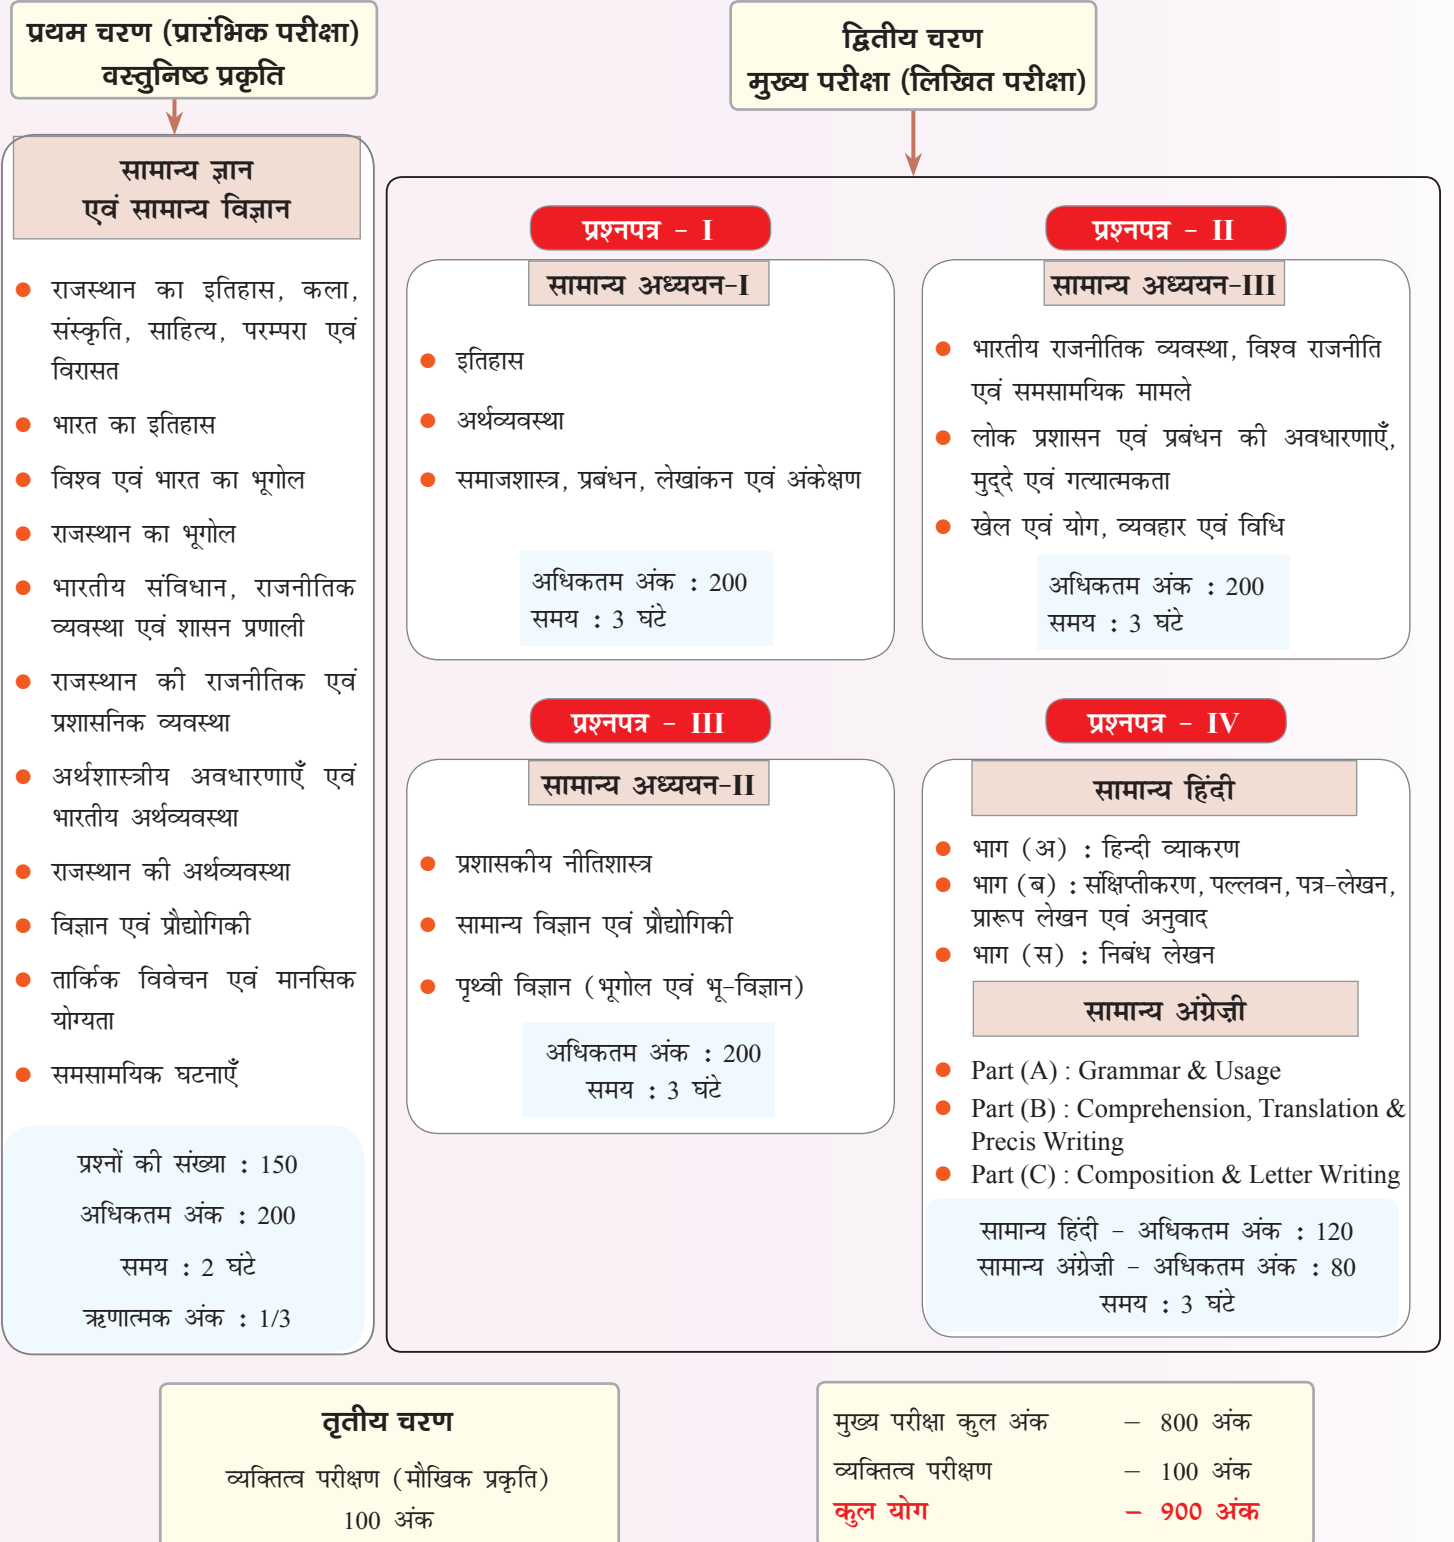 प्रथम चरण (प्रारंभिक परीक्षा)
वस्तुनिष्ठ प्रकृति
सामान्य ज्ञान
एवं सामान्य विज्ञान
राजस्थान का इतिहास, कला,
संस्कृति, साहित्य, परम्परा एवं
विरासत
भारत का इतिहास
विश्व एवं भारत का भूगोल
राजस्थान का भूगोल
भारतीय संविधान, राजनीतिक
व्यवस्था एवं शासन प्रणाली
राजस्थान की राजनीतिक एवं
प्रशासनिक व्यवस्था
अर्थशास्त्रीय अवधारणाएँ एवं
भारतीय अर्थव्यवस्था
राजस्थान की अर्थव्यवस्था
विज्ञान एवं प्रौद्योगिकी
तार्किक विवेचन एवं मानसिक
योग्यता
समसामयिक घटनाएँ
प्रश्नों की संख्या : 150
अधिकतम अंक : 200
समय : 2 घंटे
ऋणात्मक अंक : 1/3
द्वितीय चरण
मुख्य परीक्षा (लिखित परीक्षा)
प्रश्नपत्र - I
सामान्य अध्ययन-I
इतिहास
अर्थव्यवस्था
समाजशास्त्र, प्रबंधन, लेखांकन एवं अंकेक्षण
अधिकतम अंक : 200
समय : 3 घंटे
प्रश्नपत्र - II
सामान्य अध्ययन-III
भारतीय राजनीतिक व्यवस्था, विश्व राजनीति
एवं समसामयिक मामले
लोक प्रशासन एवं प्रबंधन की अवधारणाएँ,
मुद्दे एवं गत्यात्मकता
खेल एवं योग, व्यवहार एवं विधि
अधिकतम अंक : 200
समय : 3 घंटे
प्रश्नपत्र - III
सामान्य अध्ययन-II
प्रशासकीय नीतिशास्त्र
सामान्य विज्ञान एवं प्रौद्योगिकी
पृथ्वी विज्ञान (भूगोल एवं भू-विज्ञान)
अधिकतम अंक : 200
समय : 3 घंटे
प्रश्नपत्र - IV
सामान्य हिंदी
भाग (अ) : हिन्दी व्याकरण
भाग (ब) : संक्षिप्तीकरण, पल्लवन, पत्र-लेखन,
प्रारूप लेखन एवं अनुवाद
भाग (स) : निबंध लेखन
सामान्य अंग्रेज़ी
Part (A) : Grammar & Usage
Part (B) : Comprehension, Translation &
Precis Writing
Part (C) : Composition & Letter Writing
सामान्य हिंदी - अधिकतम अंक : 120
सामान्य अंग्रेज़ी - अधिकतम अंक : 80
समय : 3 घंटे
तृतीय चरण
व्यक्तित्व परीक्षण (मौखिक प्रकृति)
100 अंक
मुख्य परीक्षा कुल अंक – 800 अंक
व्यक्तित्व परीक्षण – 100 अंक
कुल योग – 900 अंक